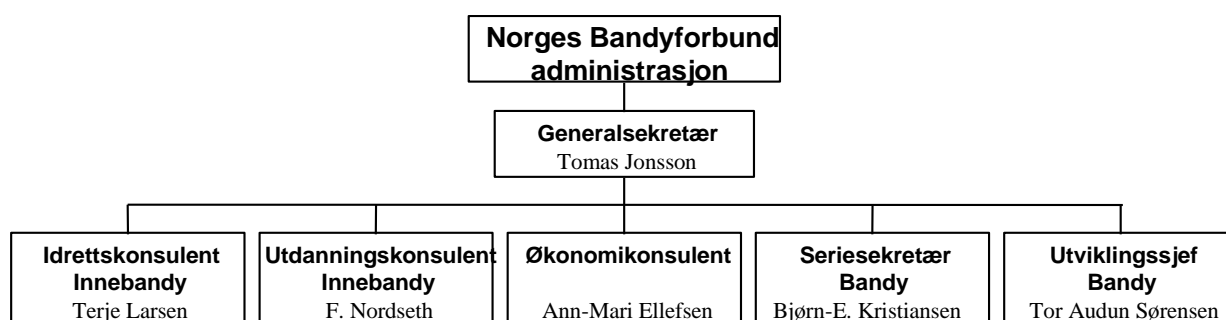 Norges Bandyforbund
administrasjon
Generalsekretær
Tomas Jonsson
Idrettskonsulent
Innebandy
Terje Larsen
Utdanningskonsulent
Innebandy
F. Nordseth
Økonomikonsulent
Ann-Mari Ellefsen
Seriesekretær
Bandy
Bjørn-E. Kristiansen
Utviklingssjef
Bandy
Tor Audun Sørensen